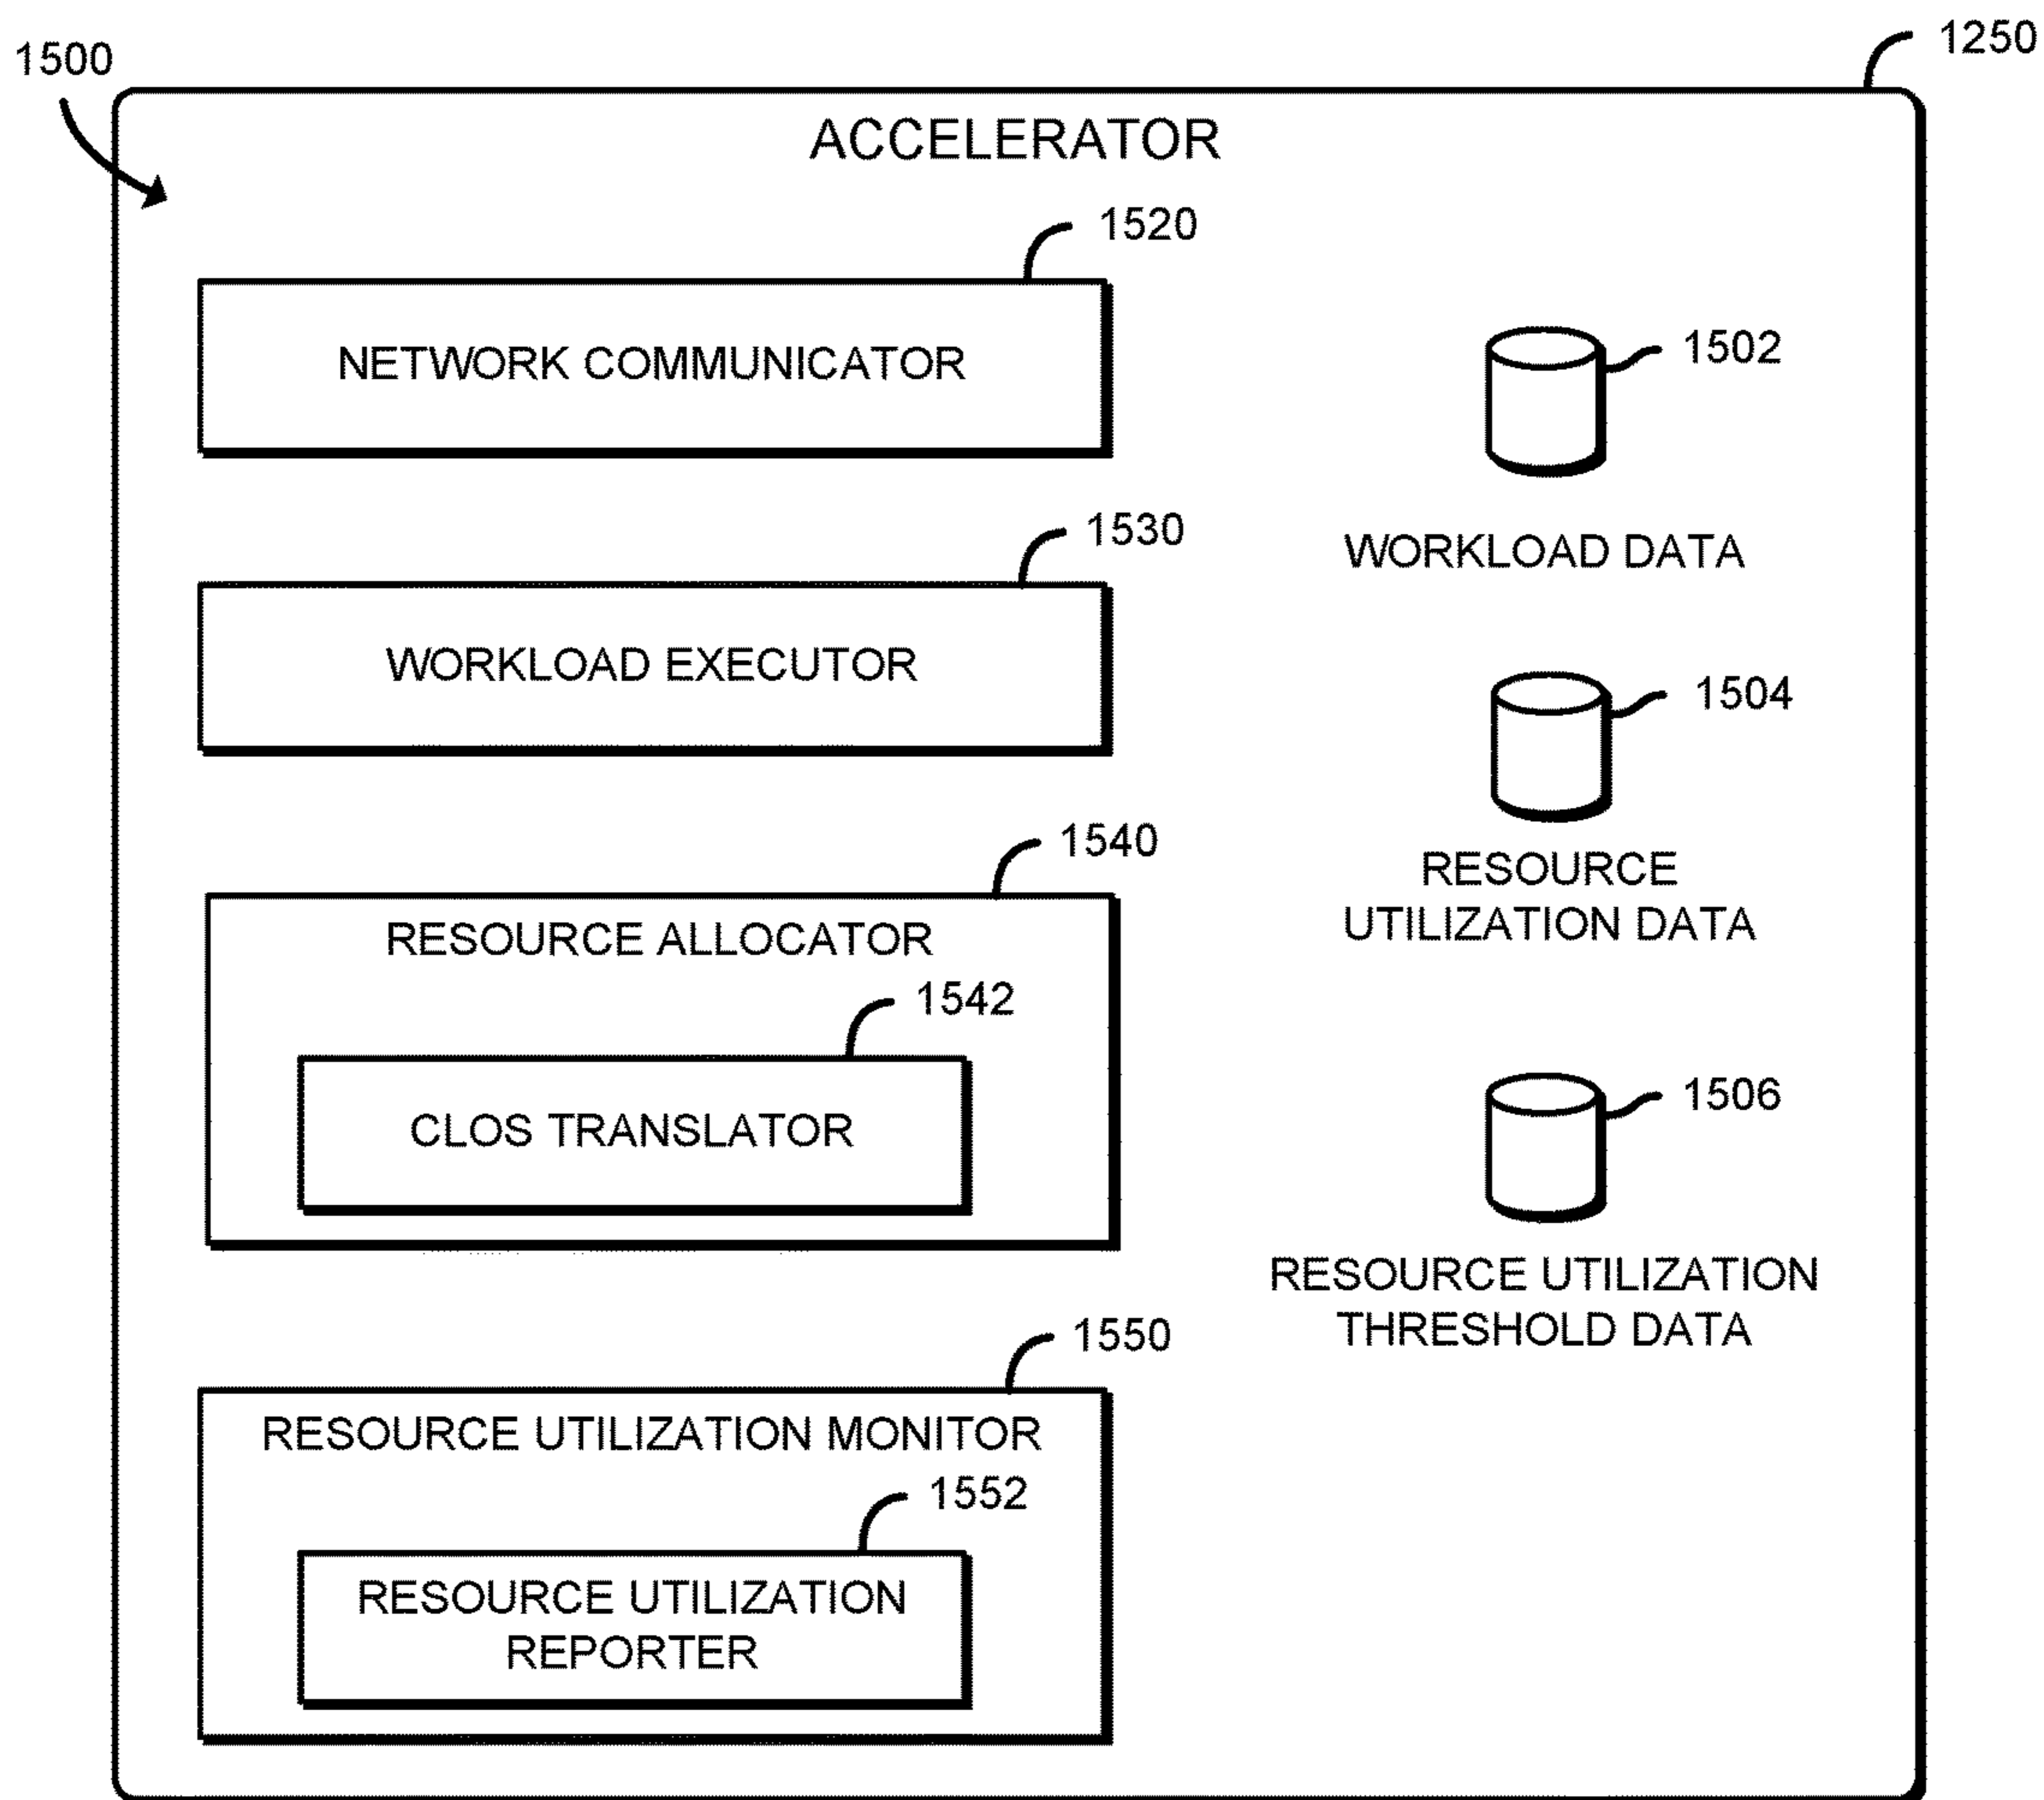 1500
1250
ACCELERATOR
1520
NETWORK COMMUNICATOR
1530
WORKLOAD EXECUTOR
1540
RESOURCE ALLOCATOR
1542
CLOS TRANSLATOR
1550
RESOURCE UTILIZATION MONITOR
1552
RESOURCE UTILIZATION
REPORTER
1502
WORKLOAD DATA
1504
RESOURCE
UTILIZATION DATA
1506
RESOURCE UTILIZATION
THRESHOLD DATA